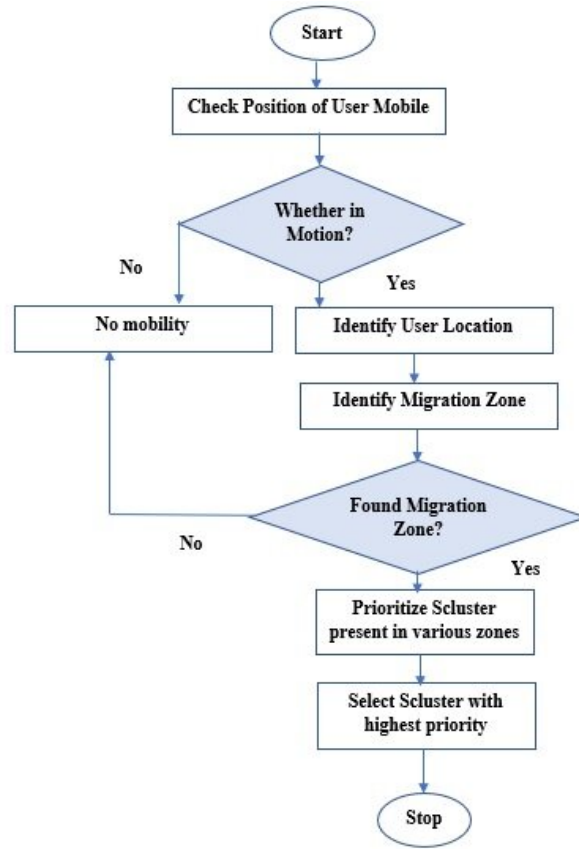 Start
Check Position of User Mobile
Whether in
Motion?
No
Yes
No mobility
Identify User Location
Identify Migration Zone
Found Migration
Zone?
No
Yes
Prioritize Scluster
present in various zones
Select Scluster with
highest priority
Stop